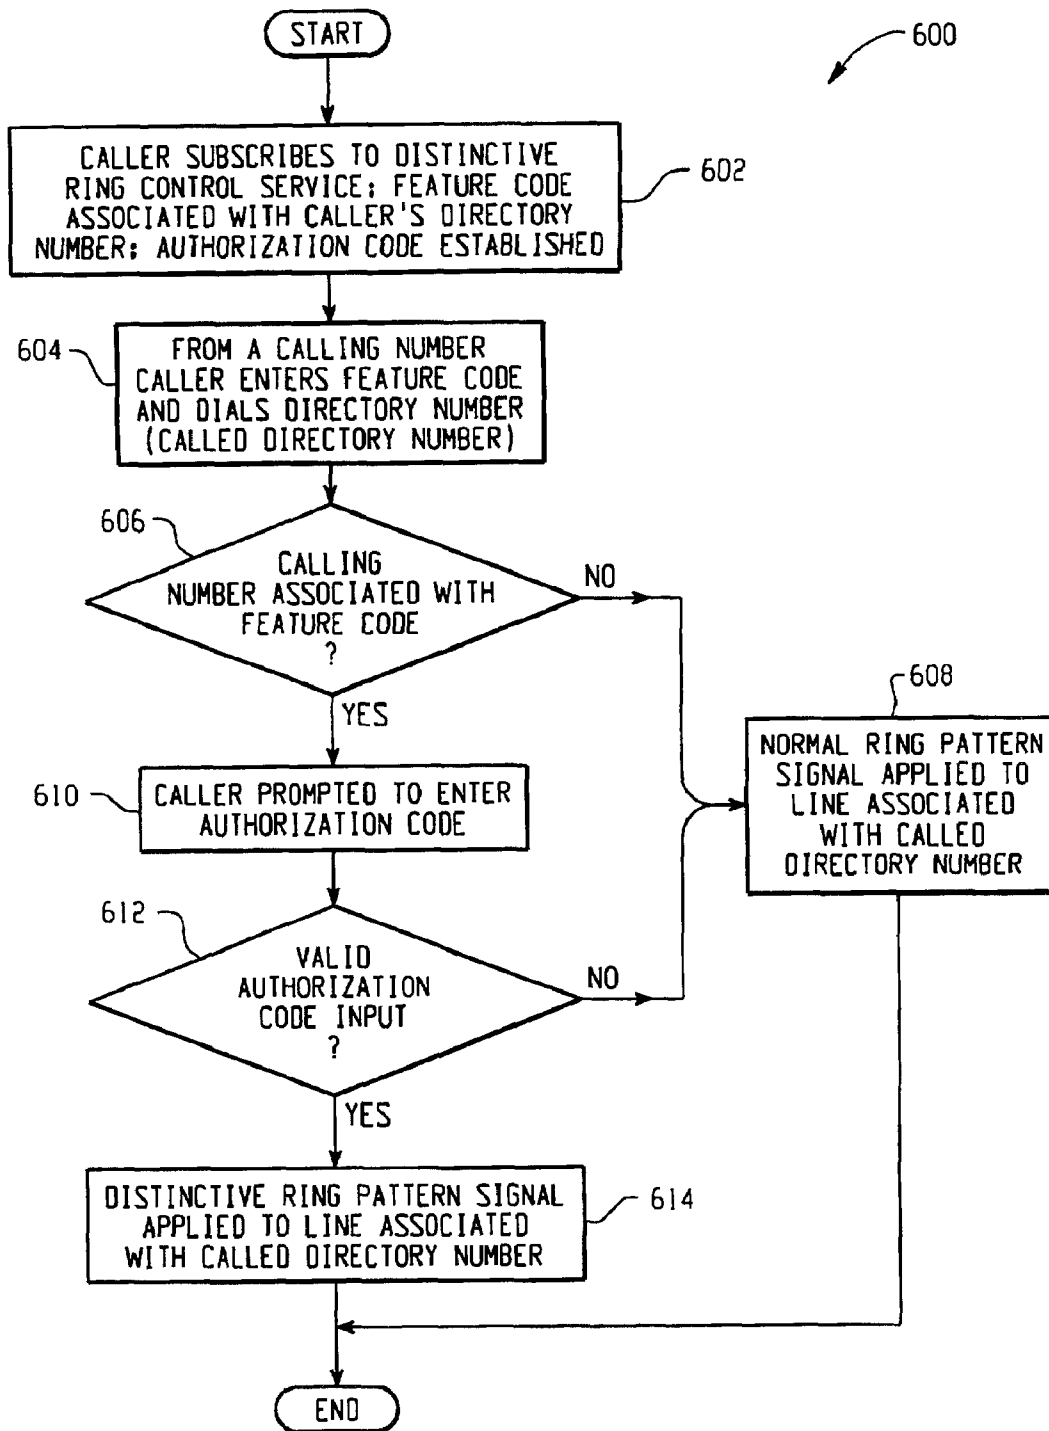 START
600
CALLER SUBSCRIBES TO DISTINCTIVE
RING CONTROL SERVICE; FEATURE CODE
ASSOCIATED WITH CALLER'S DIRECTORY
NUMBER; AUTHORIZATION CODE ESTABLISHED
602
604
FROM A CALLING NUMBER
CALLER ENTERS FEATURE CODE
AND DIALS DIRECTORY NUMBER
(CALLED DIRECTORY NUMBER)
606
CALLING
NUMBER ASSOCIATED WITH
FEATURE CODE
?
NO
YES
608
NORMAL RING PATTERN
SIGNAL APPLIED TO
LINE ASSOCIATED
WITH CALLED
DIRECTORY NUMBER
610
CALLER PROMPTED TO ENTER
AUTHORIZATION CODE
612
VALID
AUTHORIZATION
CODE INPUT
?
NO
YES
DISTINCTIVE RING PATTERN SIGNAL
APPLIED TO LINE ASSOCIATED
WITH CALLED DIRECTORY NUMBER
614
END